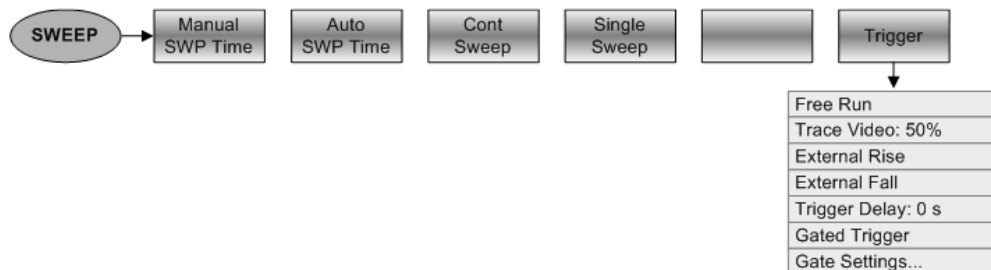 SWEEP
Manual
SWP Time
Auto
SWP Time
Cont
Sweep
Single
Sweep
Trigger
Free Run
Trace Video: 50%
External Rise
External Fall
Trigger Delay: 0 s
Gated Trigger
Gate Settings...